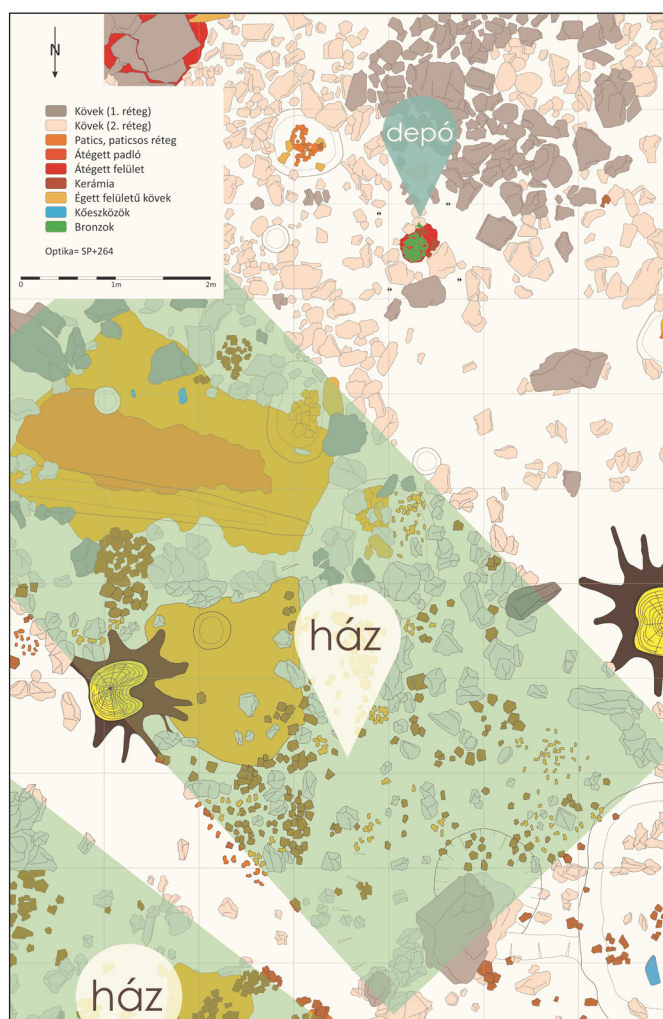 N
Kövek (1. réteg)
Kövek (2. réteg)
Patics, paticsos réteg
Átégett padló
Átégett felület
Kerámia
Égett felületű kövek
Kőeszközök
Bronzok
Optika= SP+264
0 1m 2m
depó
ház
ház